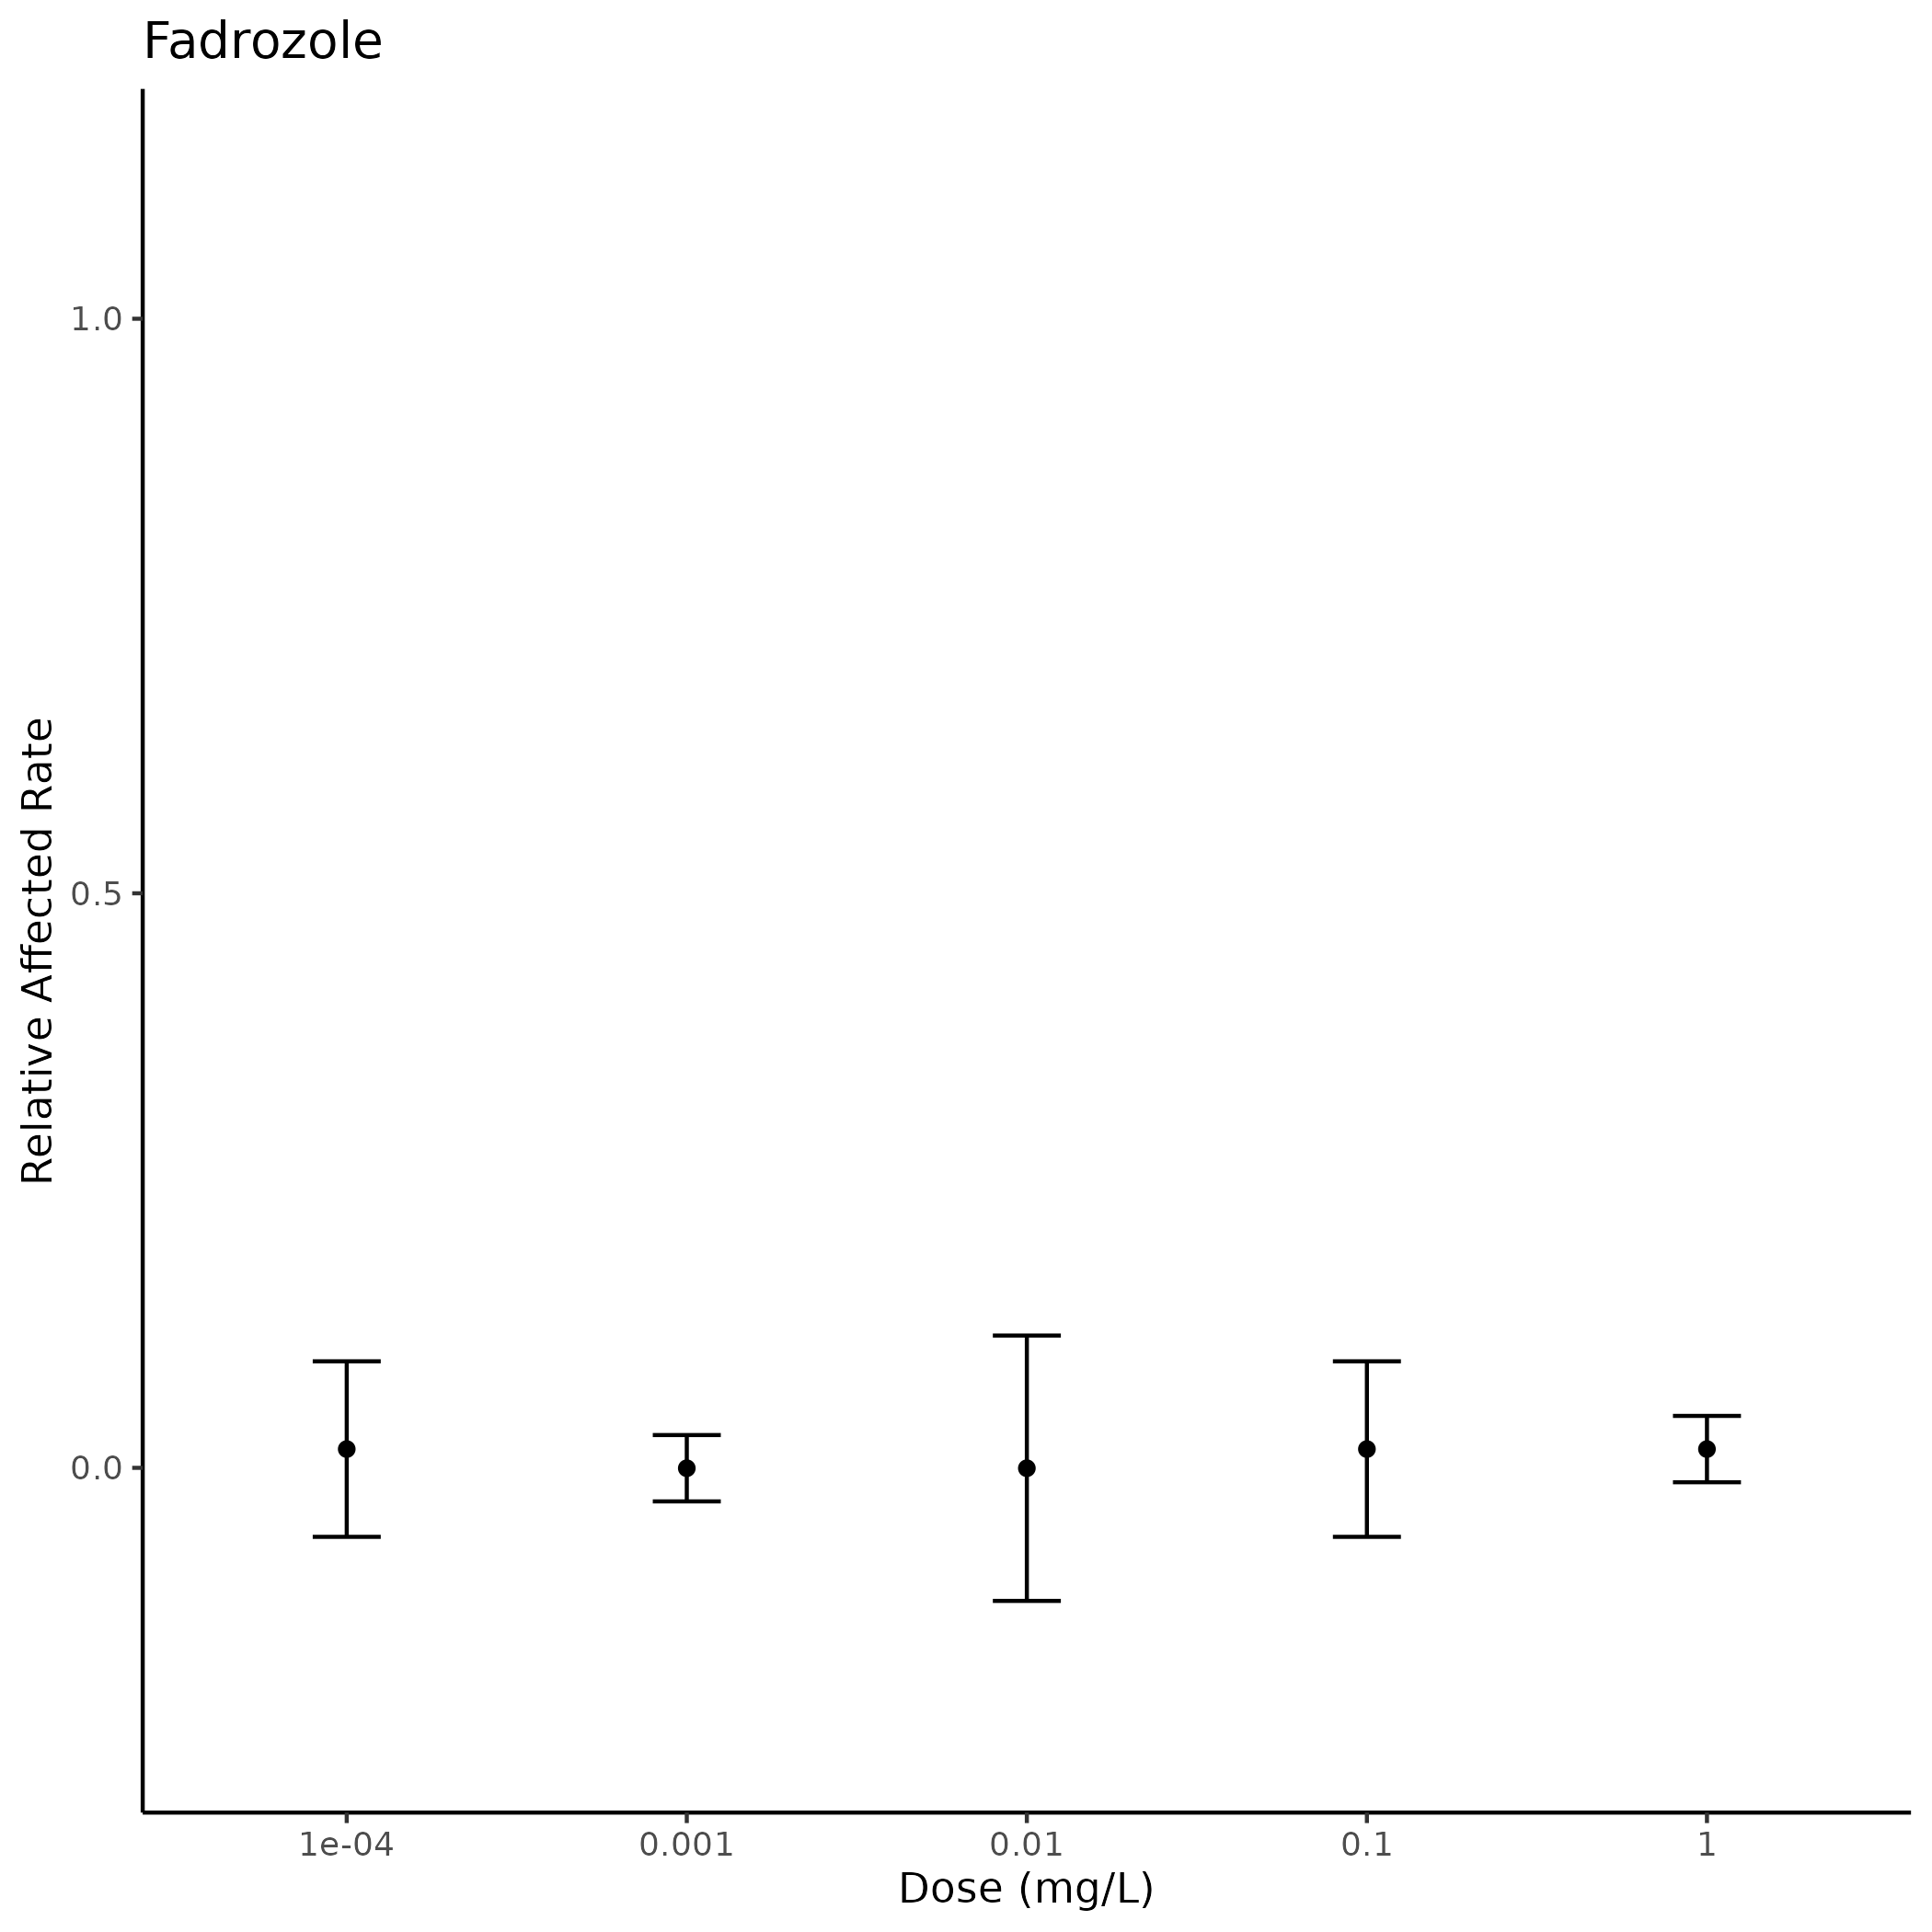 Fadrozole
Relative Affected Rate
1.0
0.5
0.0
1e-04 0.001 0.01 0.1 1
Dose (mg/L)